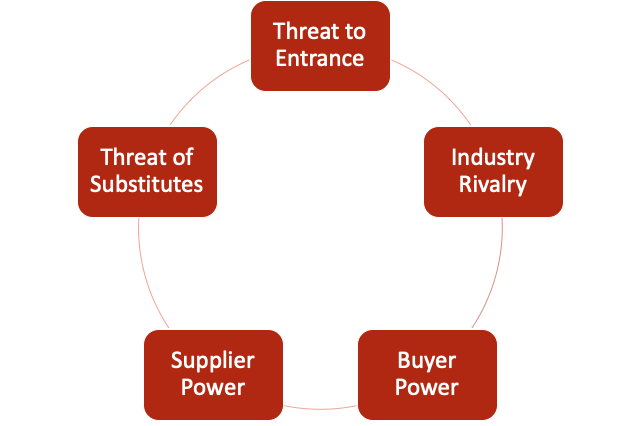 Threat to
Entrance
Industry
Rivalry
Buyer
Power
Supplier
Power
Threat of
Substitutes